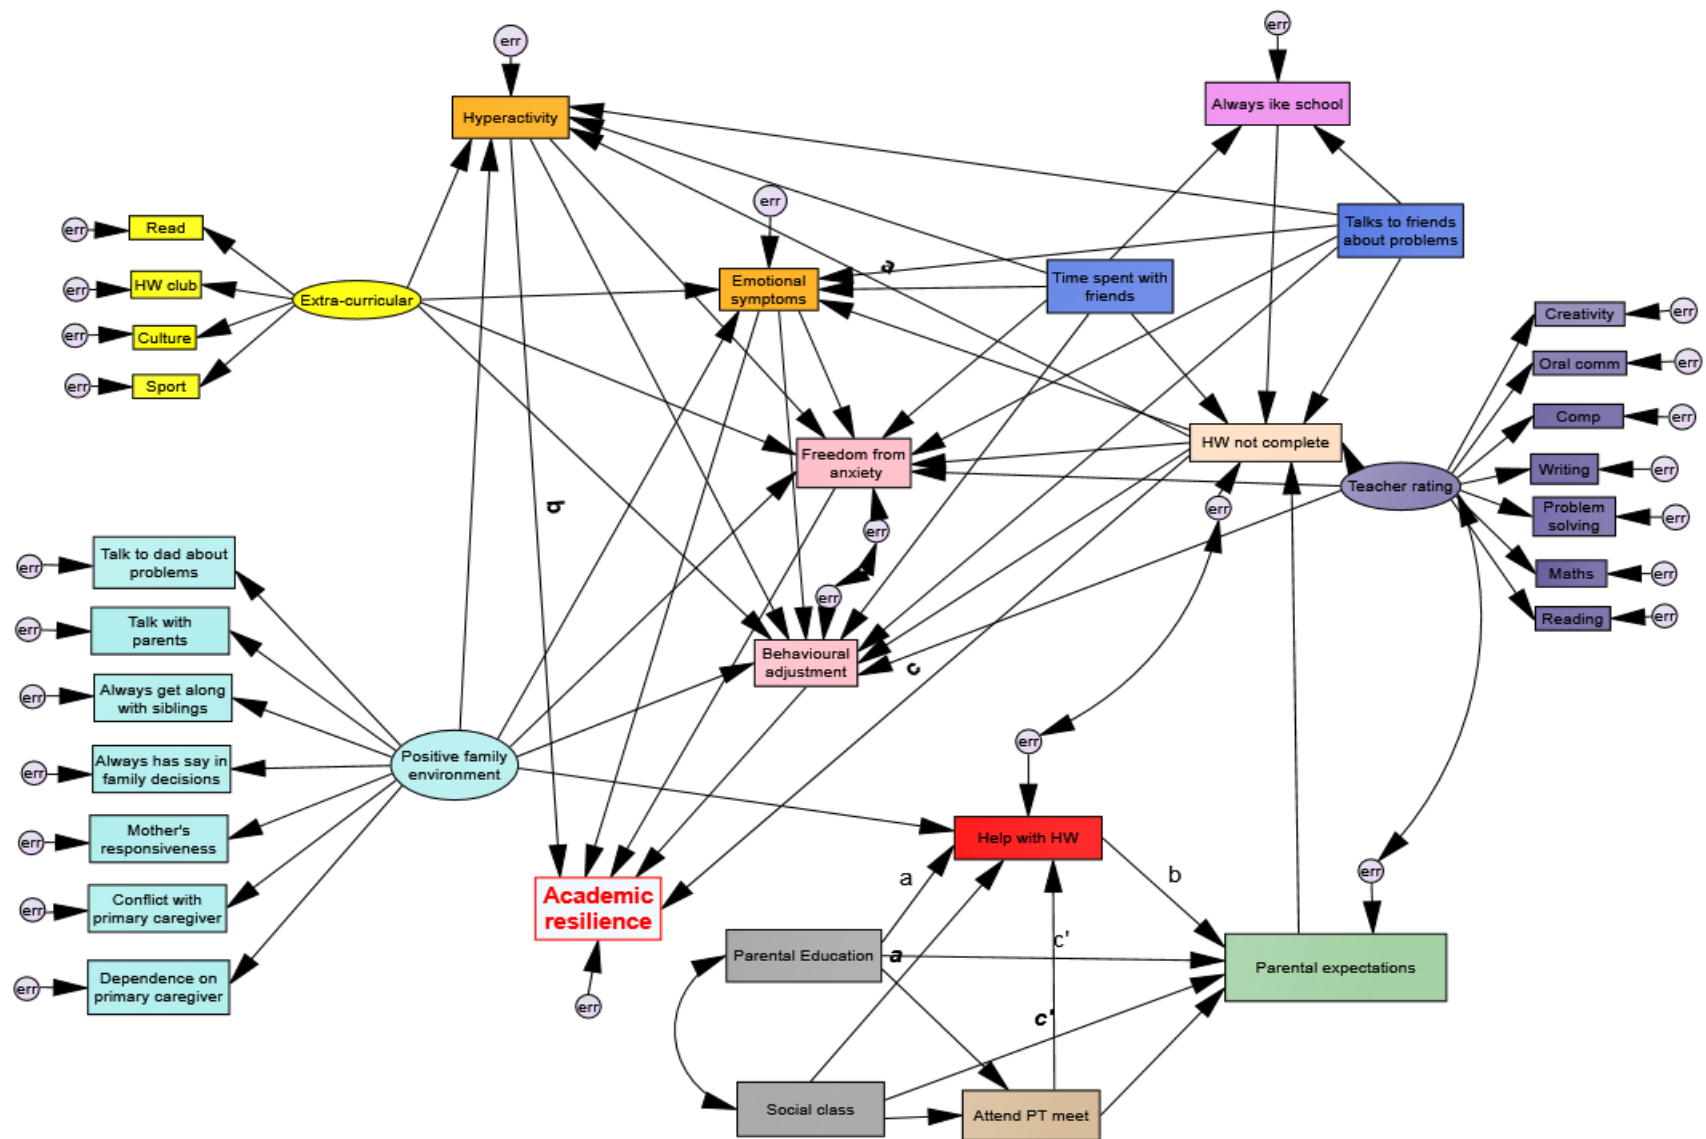 err
err
Hyperactivity
Always ike school
err
Talks to friends
about problems
err
Read
a
Emotional
symptoms
Time spent with
friends
err
HW club
Extra-curricular
err
Culture
err
Sport
Creativity
err
Oral comm
err
Comp
err
Freedom from
anxiety
HW not complete
Teacher rating
Writing
err
Problem
solving
err
b
err
err
err
Talk to dad about
problems
Maths
err
err
Reading
err
err
Talk with
parents
Behavioural
adjustment
c
err
Always get along
with siblings
err
Positive family
environment
err
Always has say in
family decisions
err
Mother's
responsiveness
Help with HW
a
b
err
err
Conflict with
primary caregiver
Academic
resilience
c'
Parental Education
a
Parental expectations
err
Dependence on
primary caregiver
err
c'
Social class
Attend PT meet